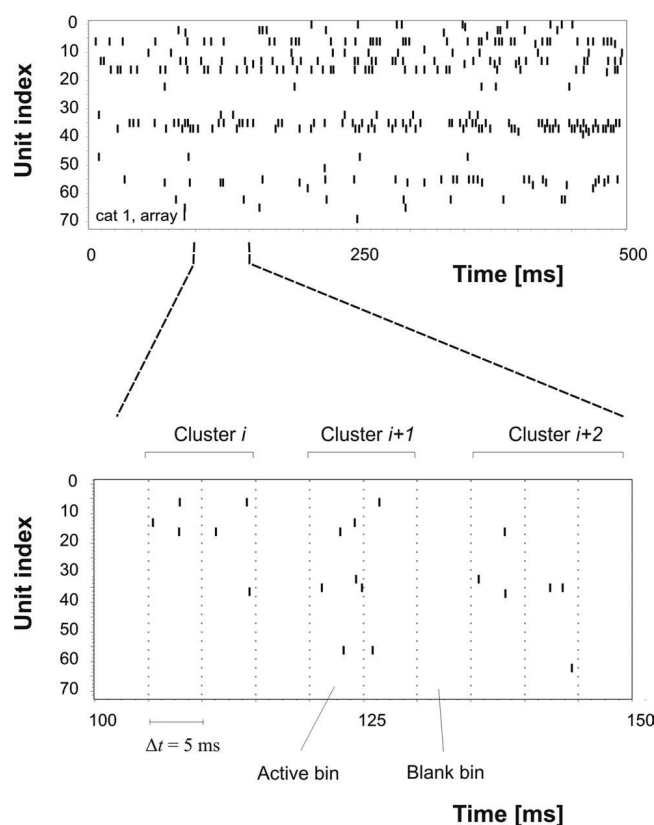 Unit index
0
10
20
30
40
50
60
70
cat 1, array I
0 250 500
Time [ms]
Cluster i Cluster i+1 Cluster i+2
Unit index
0
10
20
30
40
50
60
70
100 125 150
Δt = 5 ms
Active bin Blank bin
Time [ms]